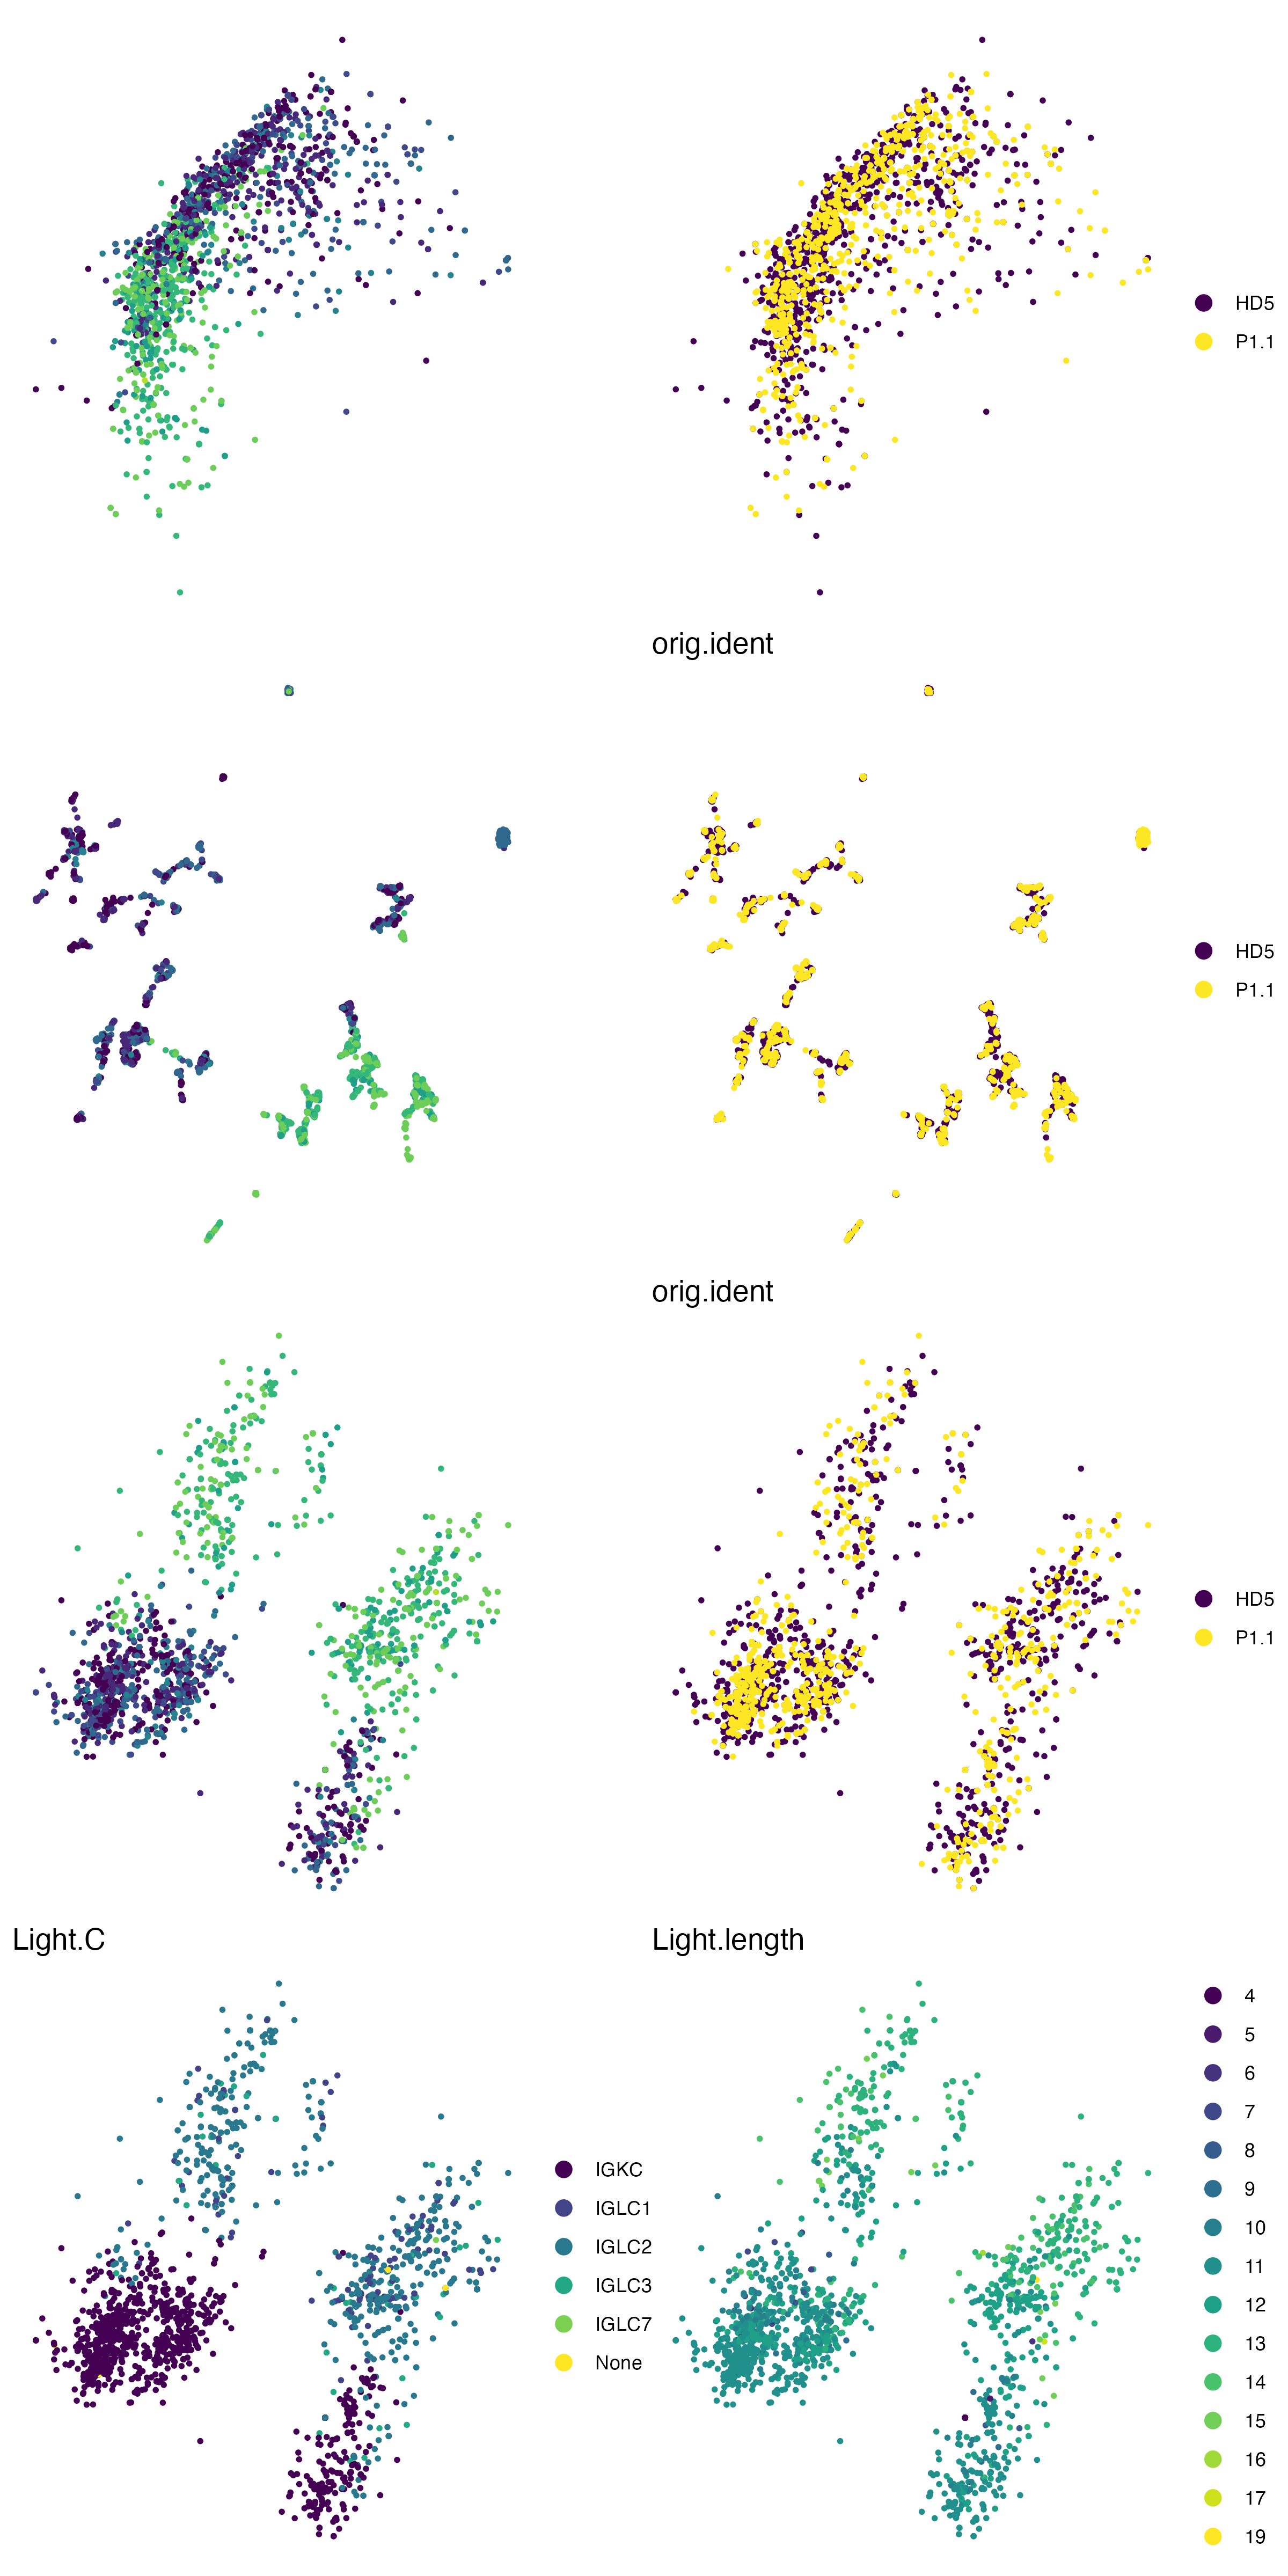 HD5
P1.1
orig.ident
HD5
P1.1
orig.ident
HD5
P1.1
Light.C
IGKC
IGLC1
IGLC2
IGLC3
IGLC7
None
Light.length
4
5
6
7
8
9
10
11
12
13
14
15
16
17
19